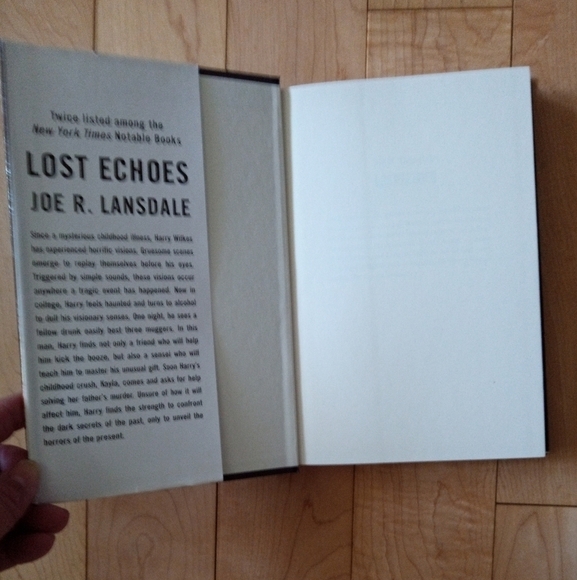 Twice listed among the
New York Times Notable Books
LOST ECHOES
JOE R. LANSDALE
Since a mysterious childhood illness, Harry Wilkes
has experienced horrific visions. Gruesome scenes
emerge to replay themselves before his eyes.
Triggered by simple sounds, these visions occur
anywhere a tragic event has happened. Now in
college, Harry feels haunted and turns to alcohol
to dull his visionary senses. One night, he sees a
fellow drunk easily best three muggers. In this
man, Harry finds not only a friend who will help
him kick the booze, but also a sensei who will
teach him to master his unusual gift. Soon Harry's
childhood crush, Kayla, comes and asks for help
solving her father's murder. Unsure of how it will
affect him, Harry finds the strength to confront
the dark secrets of the past, only to unveil the
horrors of the present.